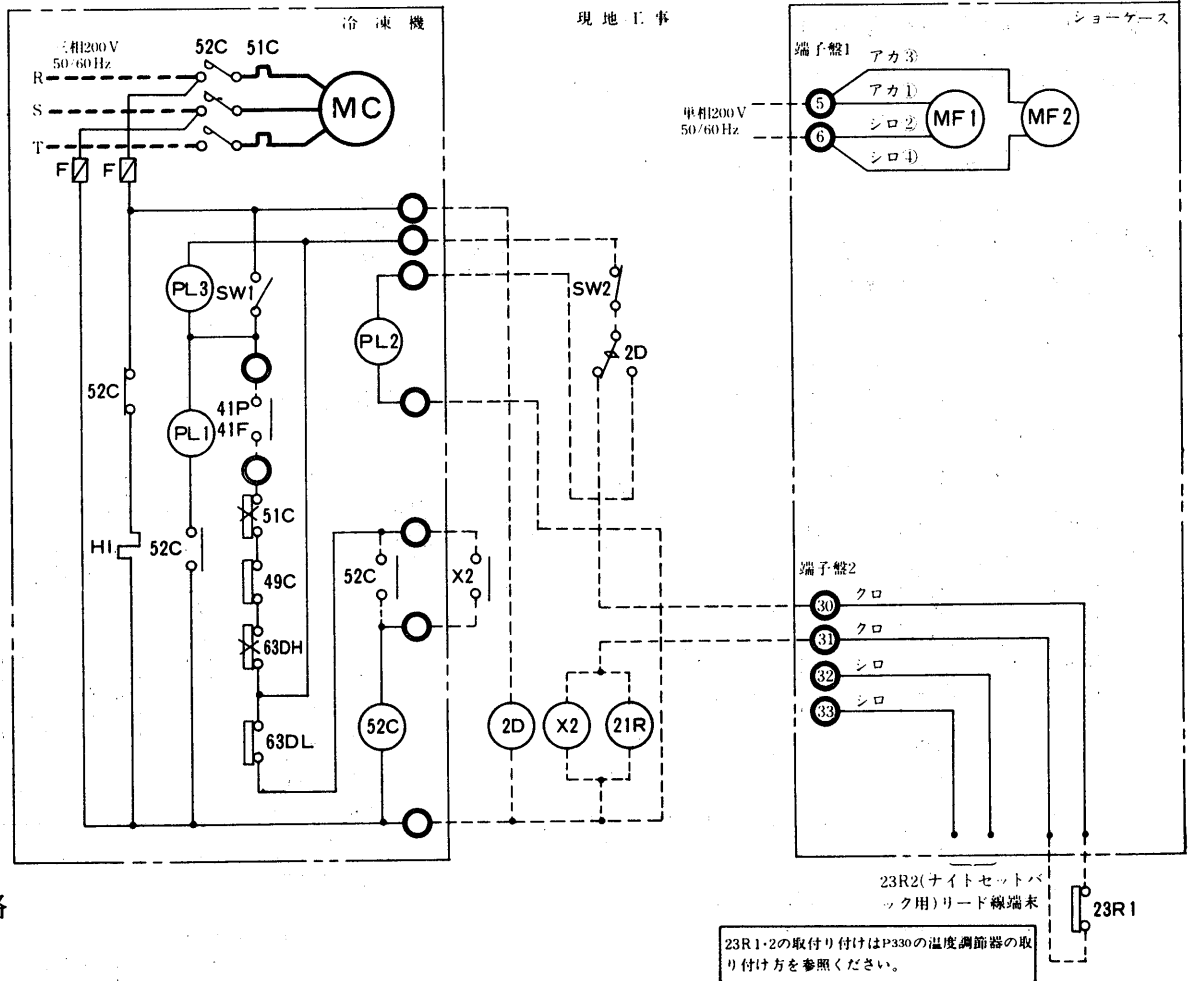 冷凍機
現地工事
ショーケース
三相200V
50/60Hz
52C 51C
R
S
T
MC
F F
端子盤1
アカ③
アカ①
シロ②
シロ④
単相200V
50/60Hz
⑤
⑥
MF1
MF2
PL3
SW1
PL2
SW2
2D
52C
41P
41F
PL1
51C
H1
52C
49C
52C
X2
63DH
63DL
52C
2D
X2
21R
端子盤2
㉚ クロ
㉛ クロ
㉜ シロ
㉝ シロ
23R2(ナイトセットバ
ック用)リード線端末
23R1
23R1・2の取付り付けはP330の温度調節器の取
り付け方を参照ください。